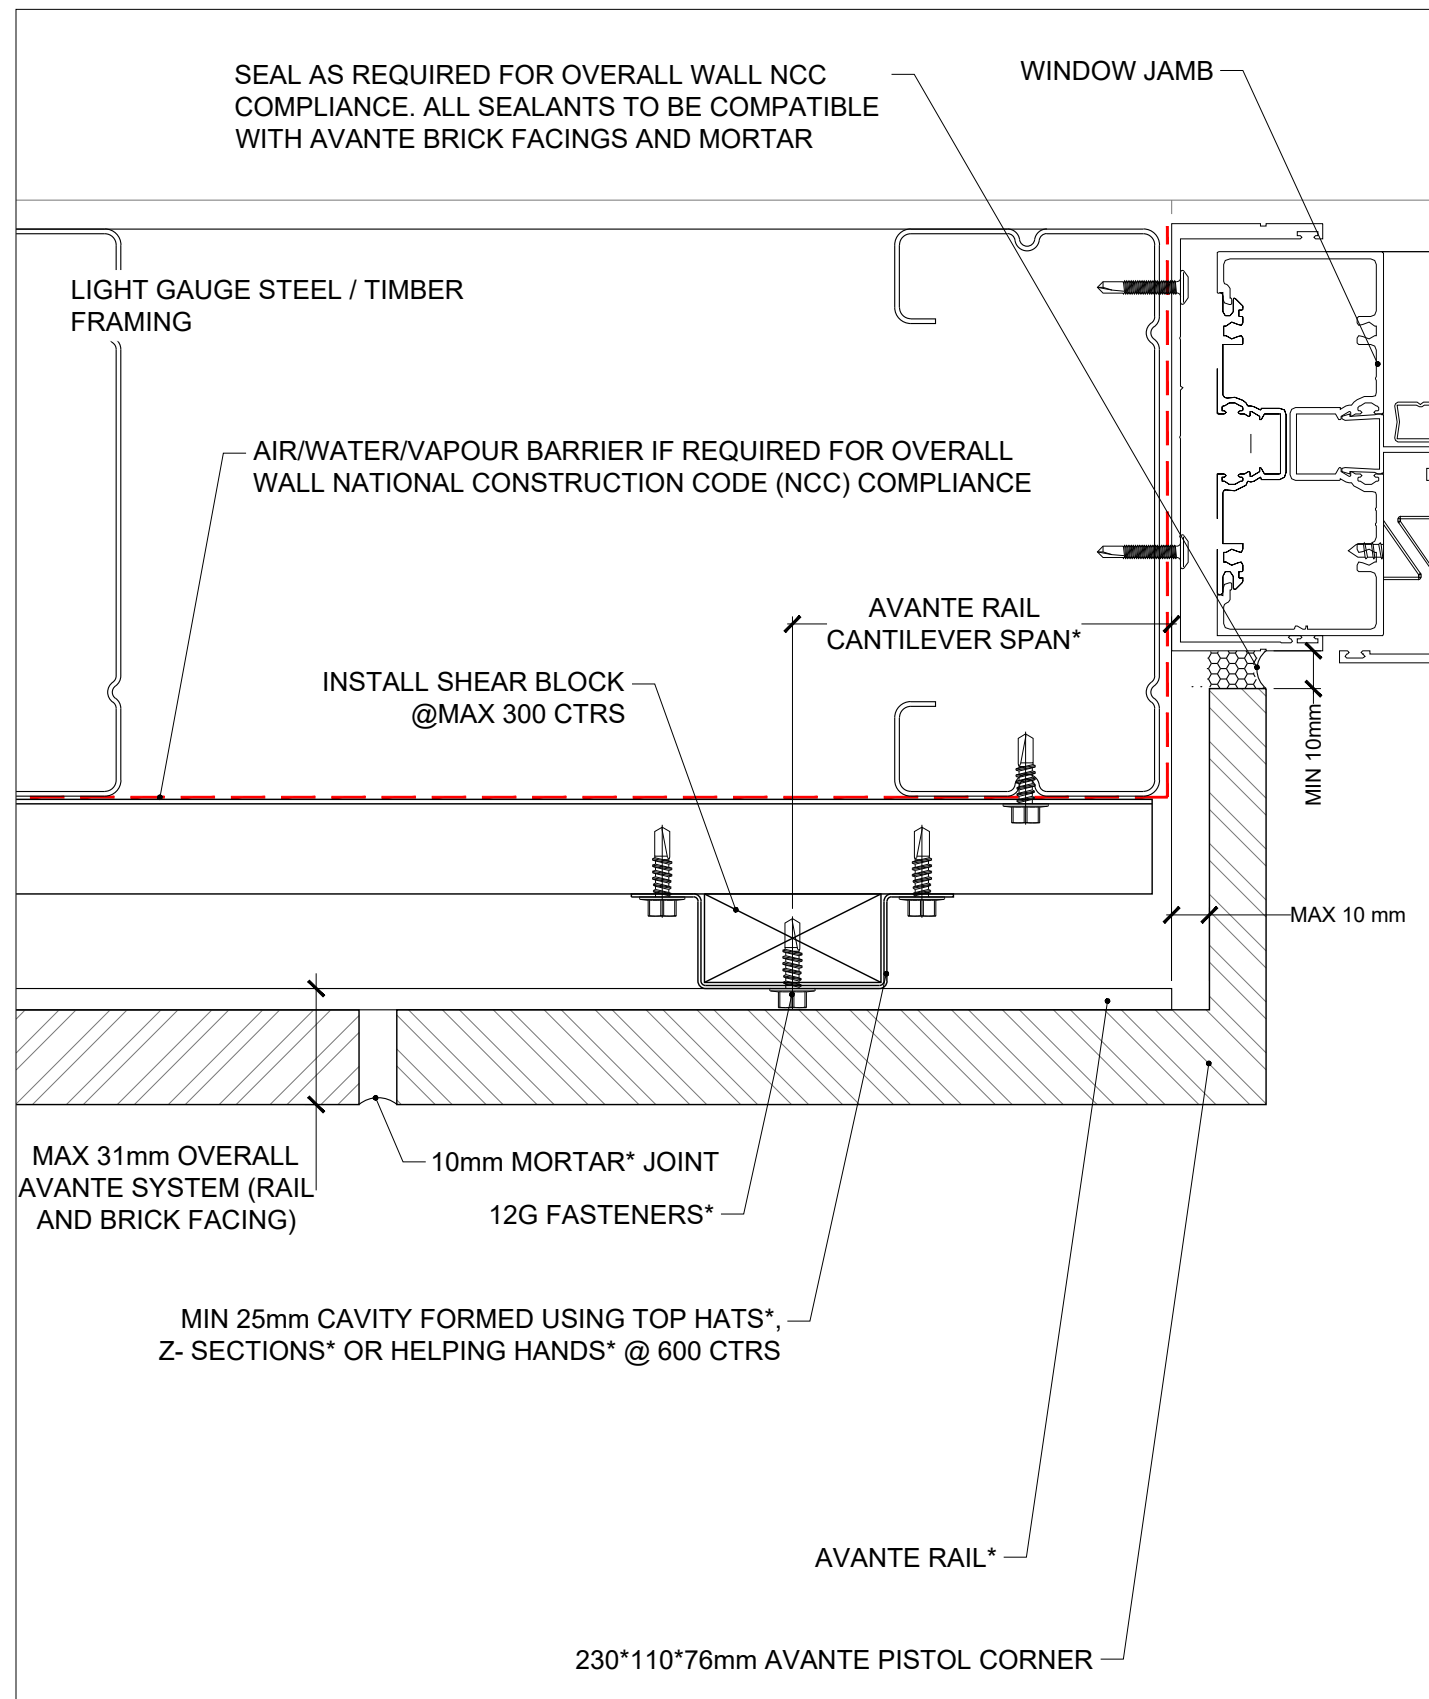 SEAL AS REQUIRED FOR OVERALL WALL NCC
COMPLIANCE. ALL SEALANTS TO BE COMPATIBLE
WITH AVANTE BRICK FACINGS AND MORTAR
WINDOW JAMB
LIGHT GAUGE STEEL / TIMBER
FRAMING
AIR/WATER/VAPOUR BARRIER IF REQUIRED FOR OVERALL
WALL NATIONAL CONSTRUCTION CODE (NCC) COMPLIANCE
AVANTE RAIL
CANTILEVER SPAN*
INSTALL SHEAR BLOCK
@MAX 300 CTRS
MIN 10mm
MAX 10 mm
MAX 31mm OVERALL
AVANTE SYSTEM (RAIL
AND BRICK FACING)
10mm MORTAR* JOINT
12G FASTENERS*
MIN 25mm CAVITY FORMED USING TOP HATS*,
Z- SECTIONS* OR HELPING HANDS* @ 600 CTRS
AVANTE RAIL*
230*110*76mm AVANTE PISTOL CORNER